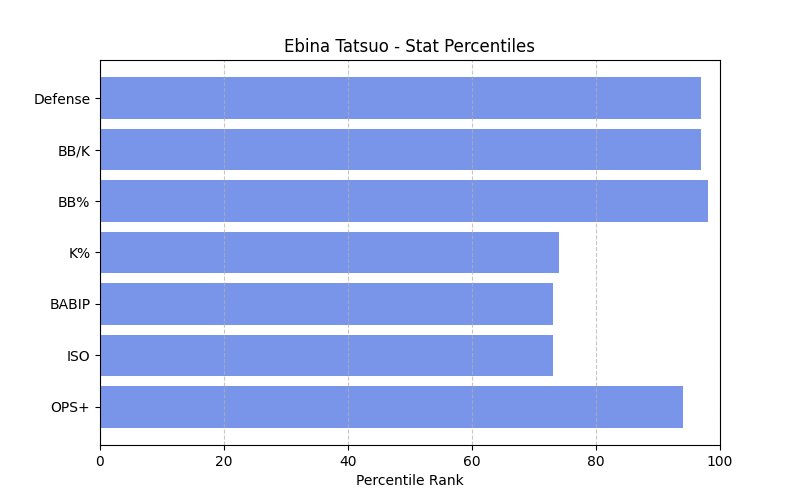 Ebina Tatsuo - Stat Percentiles
Defense
BB/K
BB%
K%
BABIP
ISO
OPS+
0 20 40 60 80 100
Percentile Rank